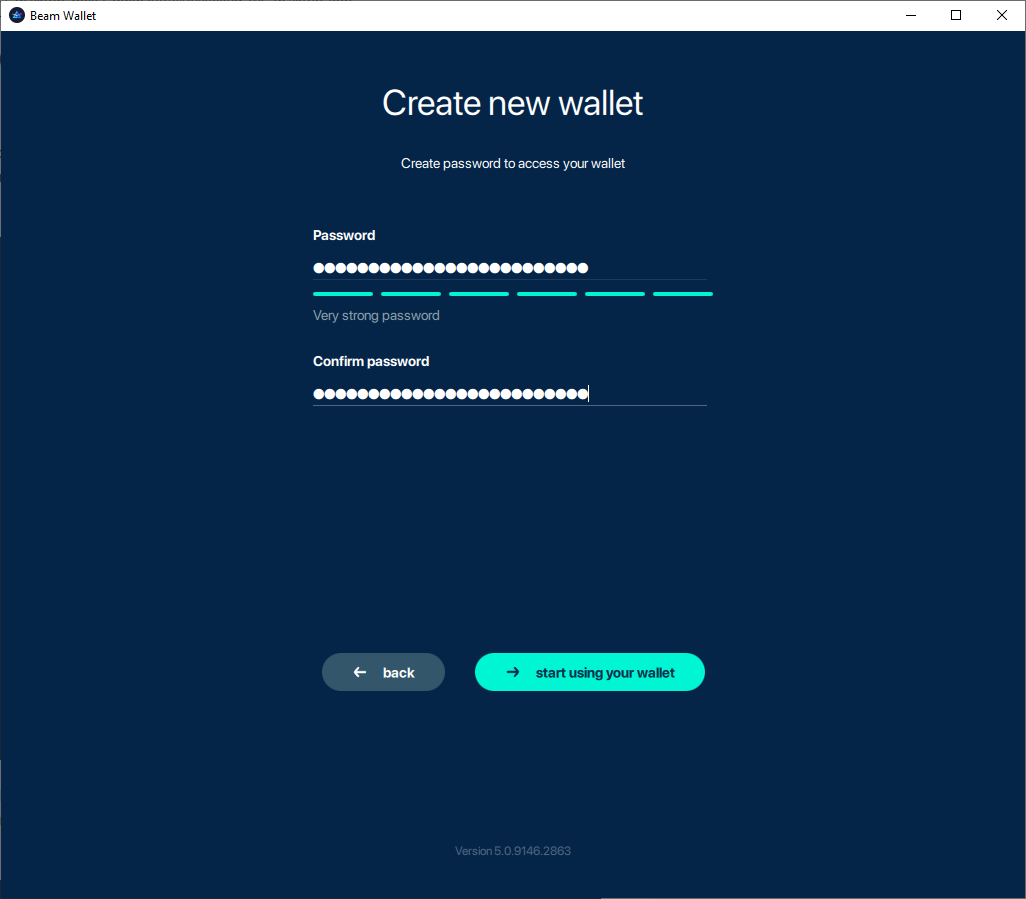 Beam Wallet
Create new wallet
Create password to access your wallet
Password
●●●●●●●●●●●●●●●●●●●●●●●●●
Very strong password
Confirm password
●●●●●●●●●●●●●●●●●●●●●●●●●
back
start using your wallet
Version 5.0.9146.2863